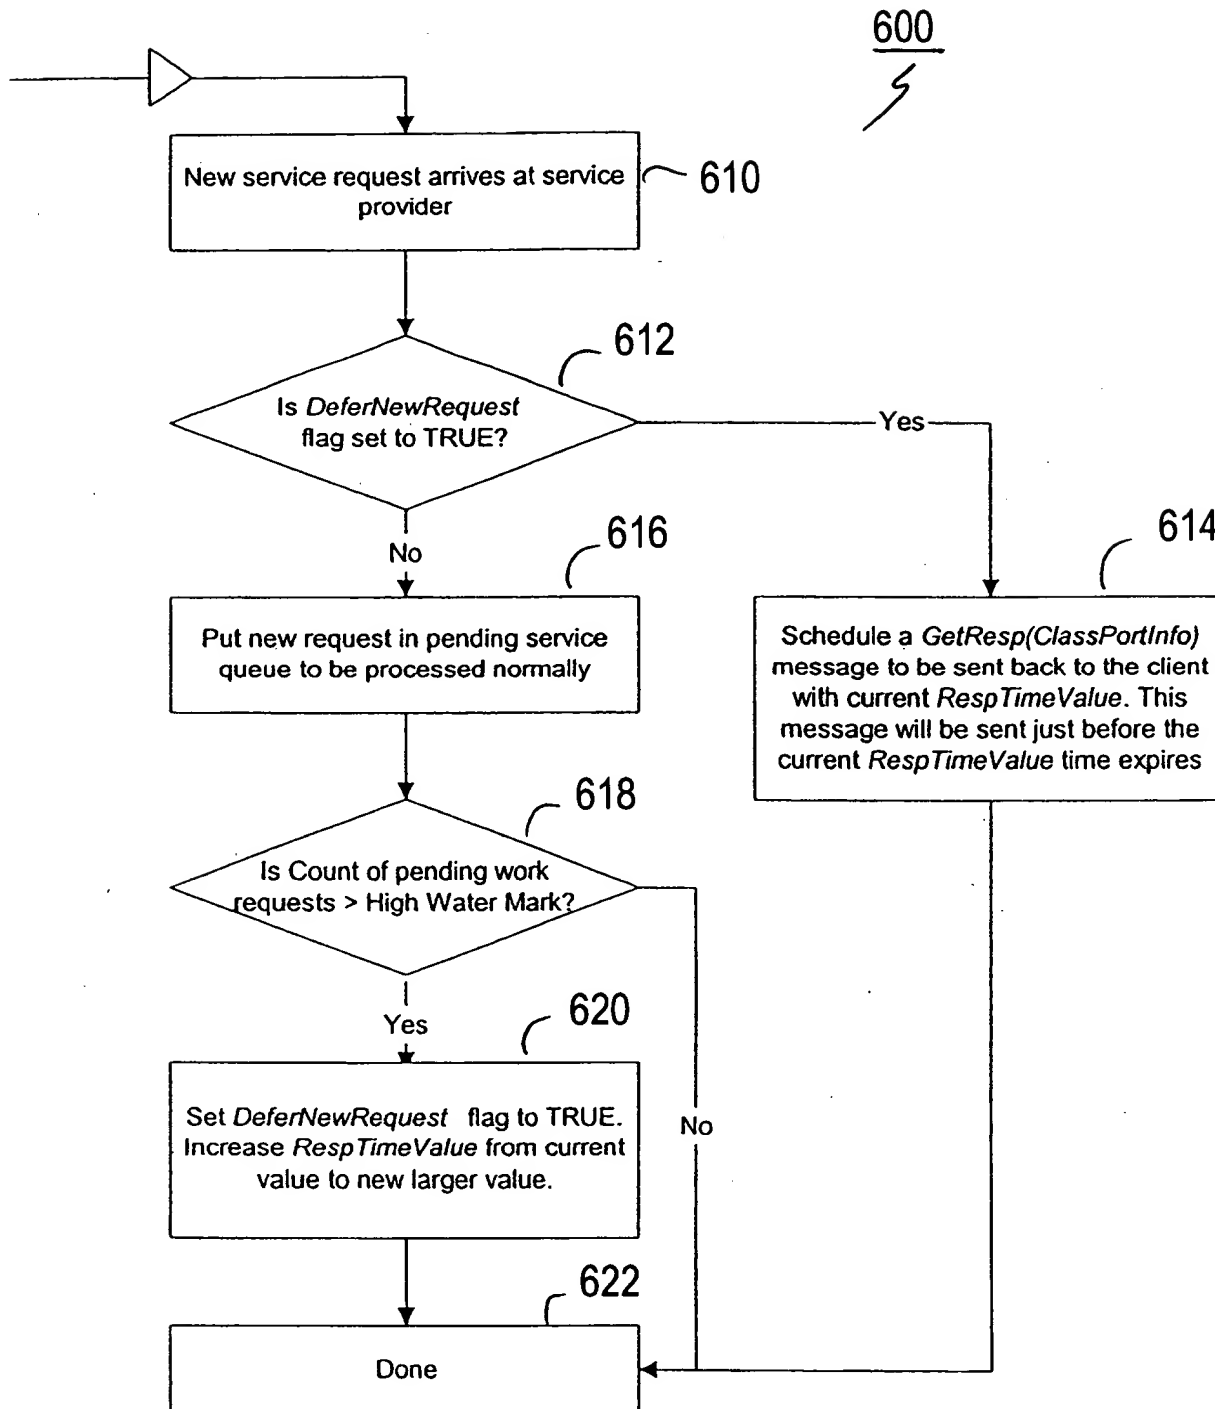 600
New service request arrives at service
provider
610
612
Is DeferNewRequest
flag set to TRUE?
Yes
No
616
614
Put new request in pending service
queue to be processed normally
Schedule a GetResp(ClassPortInfo)
message to be sent back to the client
with current RespTimeValue. This
message will be sent just before the
current RespTimeValue time expires
618
Is Count of pending work
requests > High Water Mark?
Yes
No
620
Set DeferNewRequest flag to TRUE.
Increase RespTimeValue from current
value to new larger value.
622
Done